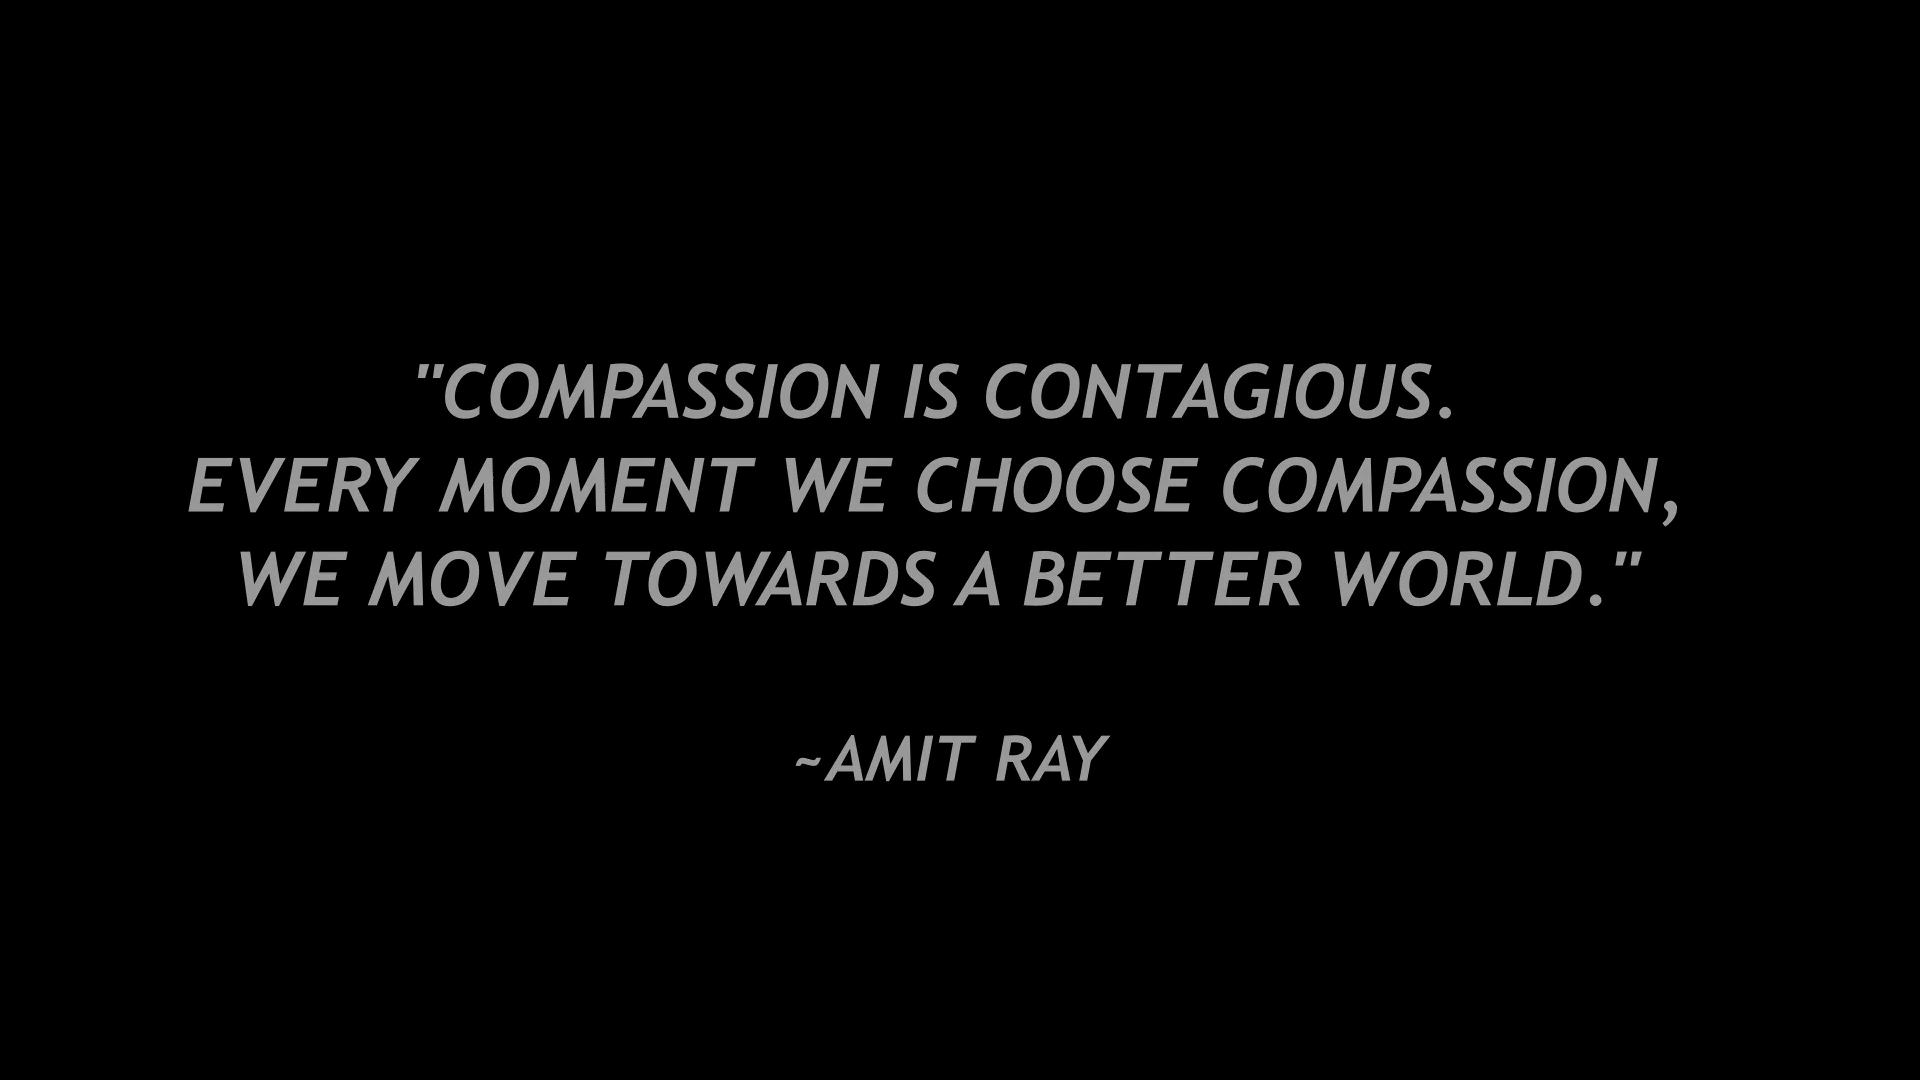 "COMPASSION IS CONTAGIOUS.
EVERY MOMENT WE CHOOSE COMPASSION,
WE MOVE TOWARDS A BETTER WORLD."
~AMIT RAY